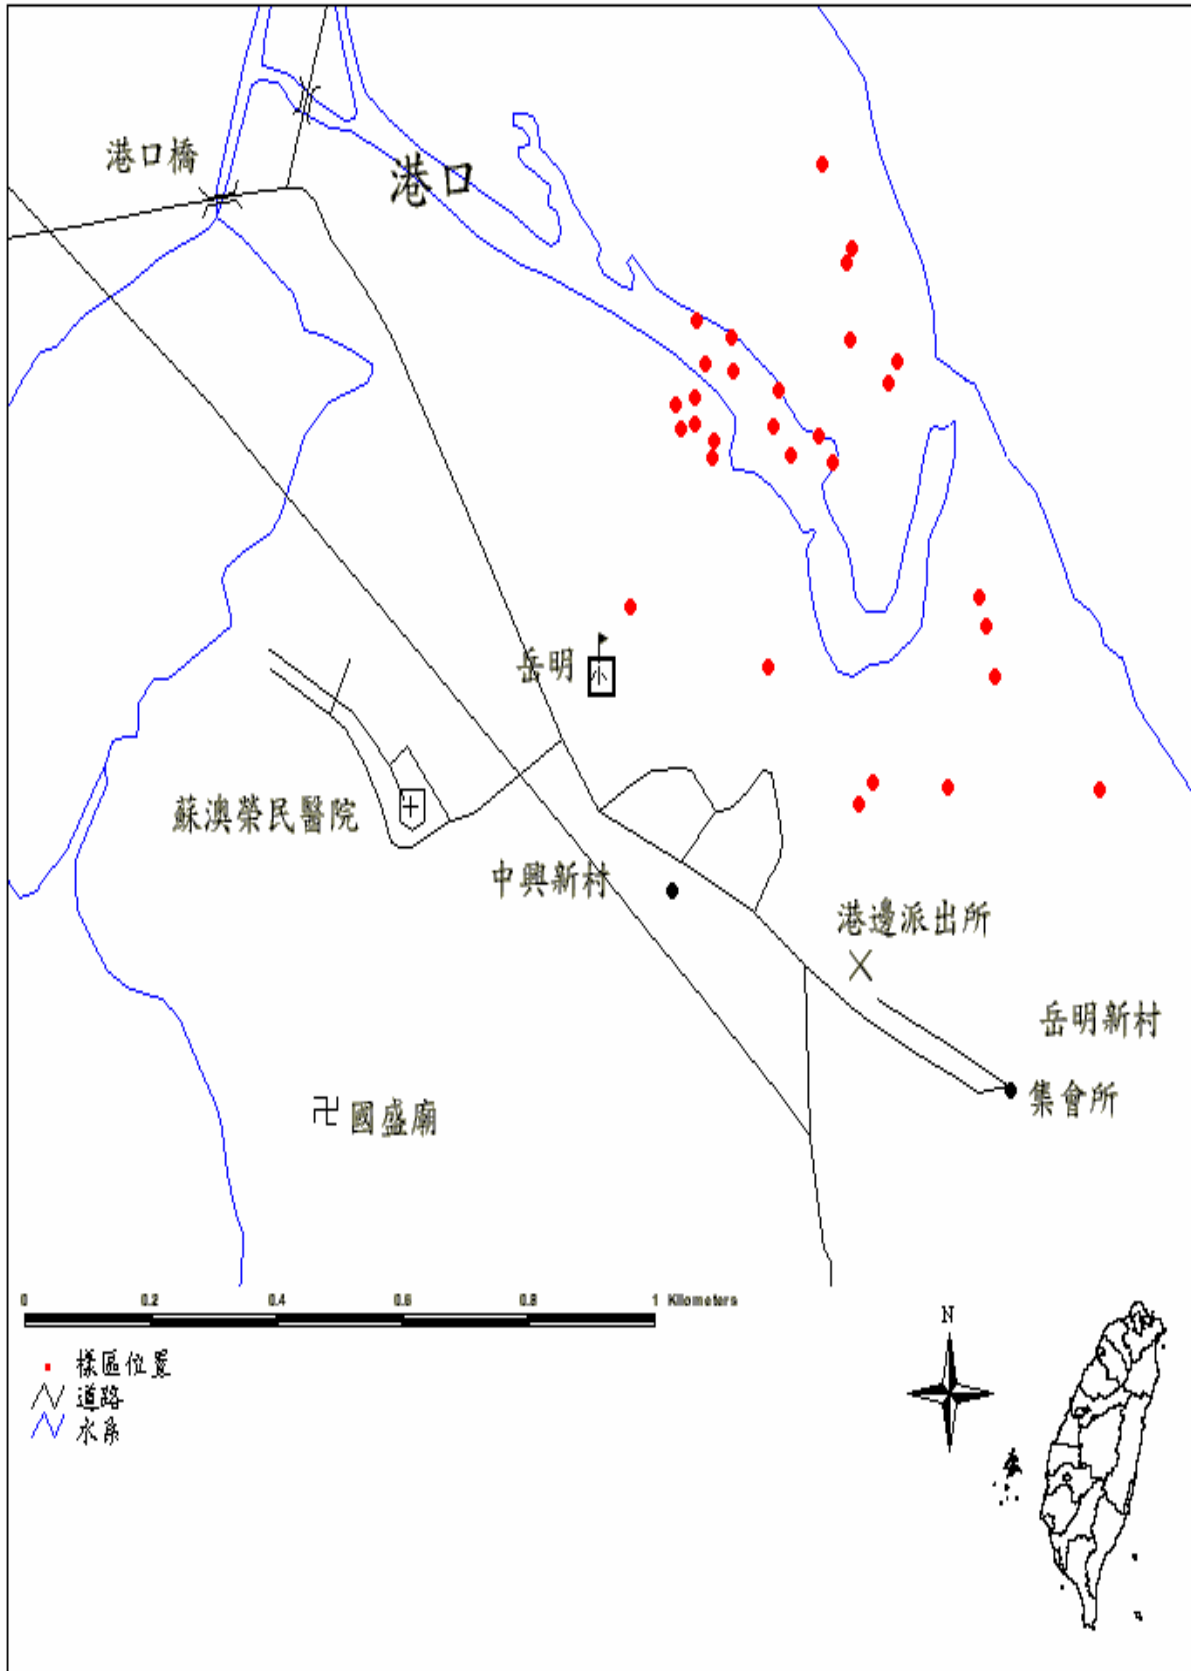 港口橋
港口
岳明
小
蘇澳榮民醫院
中興新村
港邊派出所
岳明新村
集會所
卍 國盛廟
0 0.2 0.4 0.6 0.8 1 Kilometers
N
樣區位置
道路
水系